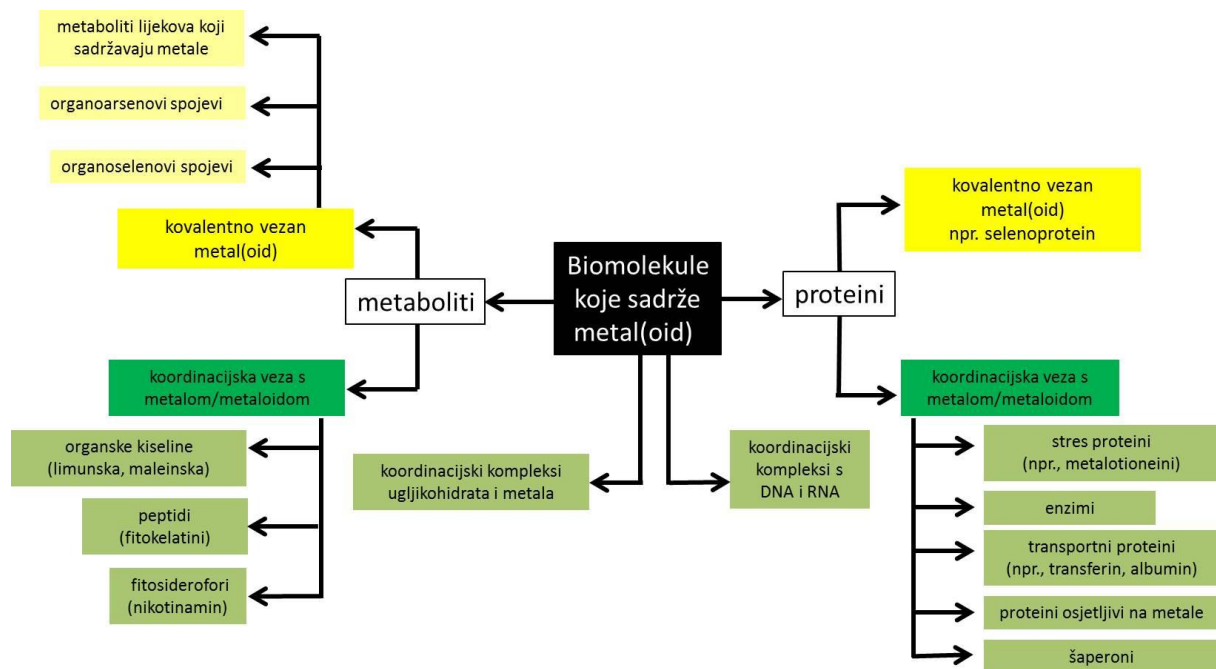 metaboliti lijekova koji
sadržavaju metale
organoarsenovi spojevi
organoselenovi spojevi
kovalentno vezan
metal(oid)
metaboliti
koordinacijska veza s
metalom/metaloidom
organske kiseline
(limunska, maleinska)
peptidi
(fitokelatini)
fitosiderofori
(nikotinamin)
Biomolekule
koje sadrže
metal(oid)
koordinacijski kompleksi
ugljikohidrata i metala
koordinacijski
kompleksi s
DNA i RNA
proteini
kovalentno vezan
metal(oid)
npr. selenoprotein
koordinacijska veza s
metalom/metaloidom
stres proteini
(npr., metalotioneini)
enzimi
transportni proteini
(npr., transferin, albumin)
proteini osjetljivi na metale
šaperoni